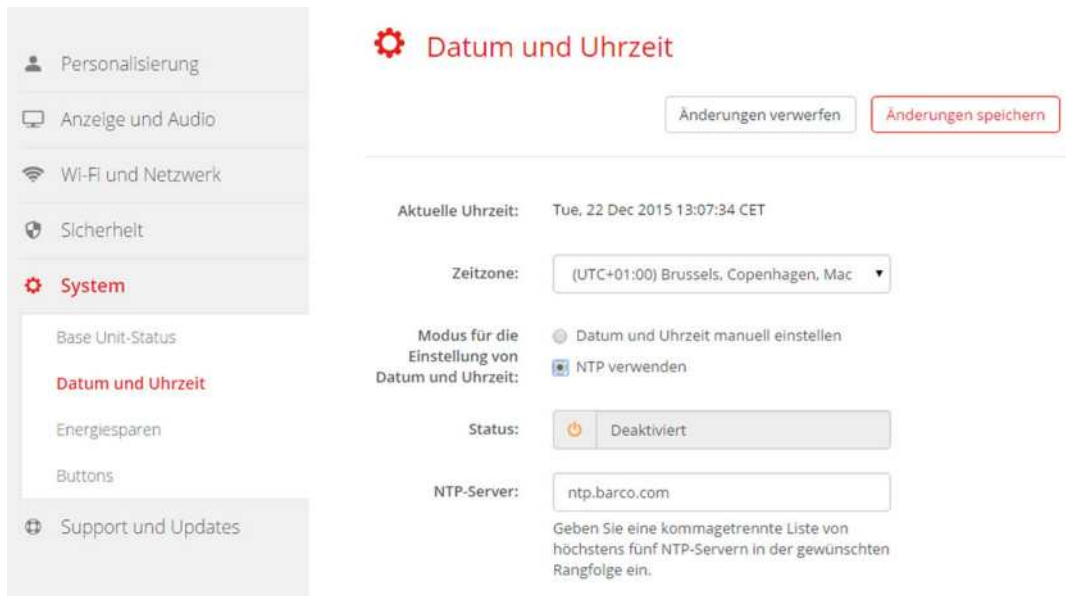 Personalisierung
Anzeige und Audio
Wi-Fi und Netzwerk
Sicherheit
System
Base Unit-Status
Datum und Uhrzeit
Energiesparen
Buttons
Support und Updates
Datum und Uhrzeit
Änderungen verwerfen
Änderungen speichern
Aktuelle Uhrzeit: Tue, 22 Dec 2015 13:07:34 CET
Zeitzone: (UTC+01:00) Brussels, Copenhagen, Mac
Modus für die
Einstellung von
Datum und Uhrzeit:
Datum und Uhrzeit manuell einstellen
NTP verwenden
Status: Deaktiviert
NTP-Server: ntp.barco.com
Geben Sie eine kommagetrennte Liste von
höchstens fünf NTP-Servern in der gewünschten
Rangfolge ein.